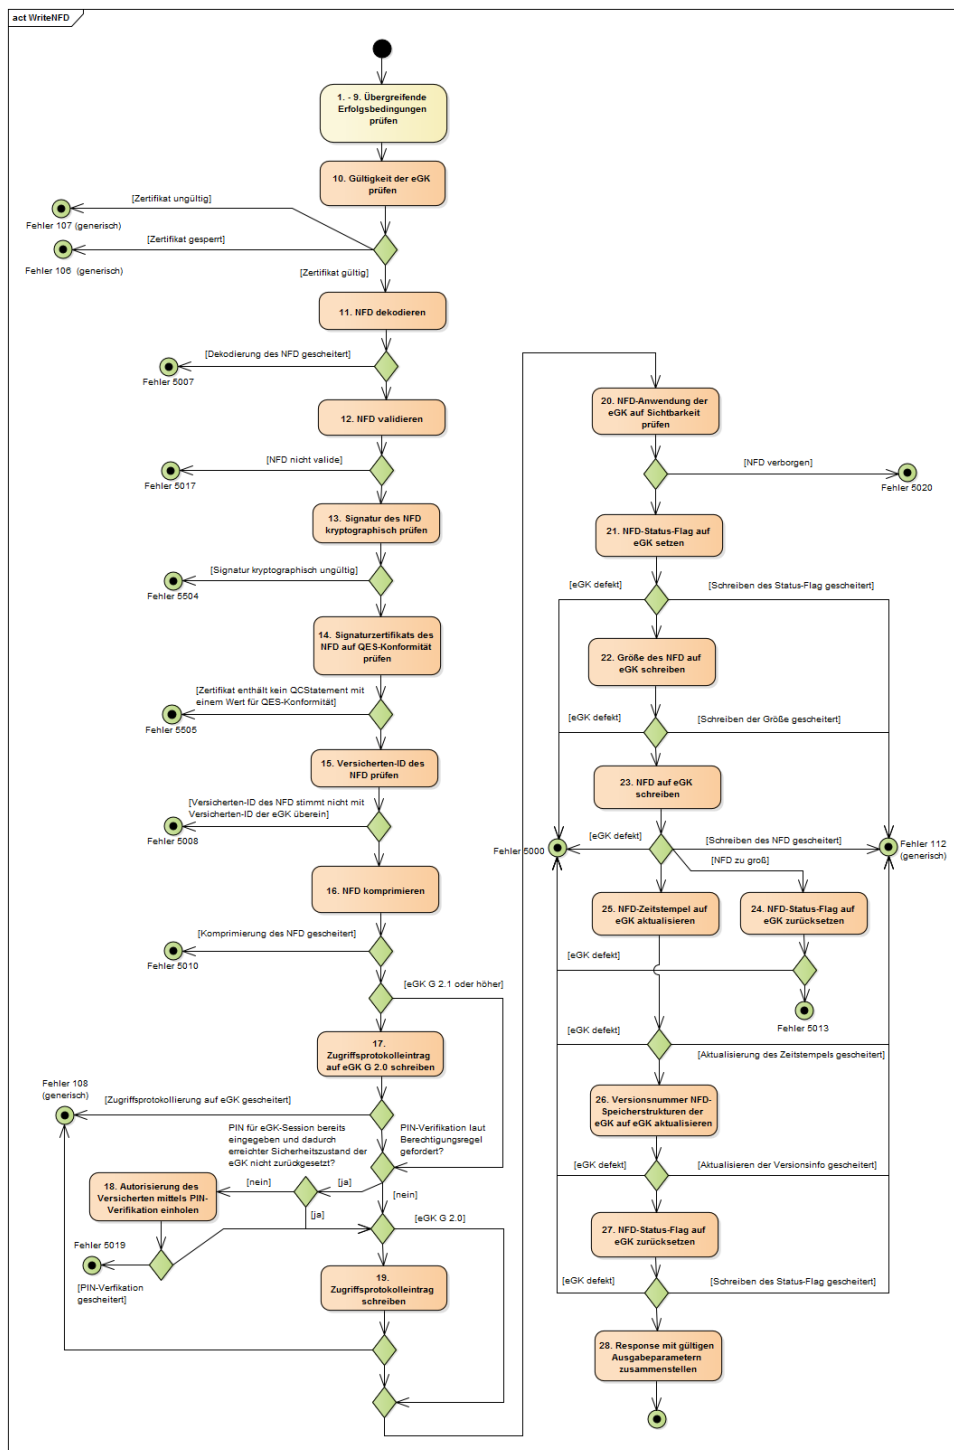 act WriteNFD
1. - 9. Übergreifende
Erfolgsbedingungen
prüfen
10. Gültigkeit der eGK
prüfen
[Zertifikat ungültig]
Fehler 107 (generisch)
[Zertifikat gesperrt]
Fehler 106 (generisch)
[Zertifikat gültig]
11. NFD dekodieren
[Dekodierung des NFD gescheitert]
Fehler 5007
12. NFD validieren
[NFD nicht valide]
Fehler 5017
13. Signatur des NFD
kryptographisch prüfen
[Signatur kryptographisch ungültig]
Fehler 5504
14. Signaturzertifikats des
NFD auf QES-Konformität
prüfen
[Zertifikat enthält kein QCStatement mit
einem Wert für QES-Konformität]
Fehler 5505
15. Versicherten-ID des
NFD prüfen
[Versicherten-ID des NFD stimmt nicht mit
Versicherten-ID der eGK überein]
Fehler 5008
16. NFD komprimieren
[Komprimierung des NFD gescheitert]
Fehler 5010
[eGK G 2.1 oder höher]
17.
Zugriffsprotokolleintrag
auf eGK G 2.0 schreiben
Fehler 108
(generisch)
[Zugriffsprotokollierung auf eGK gescheitert]
PIN für eGK-Session bereits
eingegeben und dadurch
erreichter Sicherheitszustand der
eGK nicht zurückgesetzt?
PIN-Verifikation laut
Berechtigungsregel
gefordert?
[nein]
[ja]
18. Autorisierung des
Versicherten mittels PIN-
Verifikation einholen
[ja]
[nein]
[eGK G 2.0]
Fehler 5019
[PIN-Verfikation
gescheitert]
19.
Zugriffsprotokolleintrag
schreiben
20. NFD-Anwendung der
eGK auf Sichtbarkeit
prüfen
[NFD verborgen]
Fehler 5020
21. NFD-Status-Flag auf
eGK setzen
[eGK defekt]
[Schreiben des Status-Flag gescheitert]
22. Größe des NFD auf
eGK schreiben
[eGK defekt]
[Schreiben der Größe gescheitert]
23. NFD auf eGK
schreiben
[eGK defekt]
[Schreiben des NFD gescheitert]
Fehler 5000
Fehler 112
(generisch)
[NFD zu groß]
25. NFD-Zeitstempel auf
eGK aktualisieren
24. NFD-Status-Flag auf
eGK zurücksetzen
[eGK defekt]
Fehler 5013
[eGK defekt]
[Aktualisierung des Zeitstempels gescheitert]
26. Versionsnummer NFD-
Speicherstrukturen der
eGK auf eGK aktualisieren
[eGK defekt]
[Aktualisieren der Versionsinfo gescheitert]
27. NFD-Status-Flag auf
eGK zurücksetzen
[eGK defekt]
[Schreiben des Status-Flag gescheitert]
28. Response mit gültigen
Ausgabeparametern
zusammenstellen